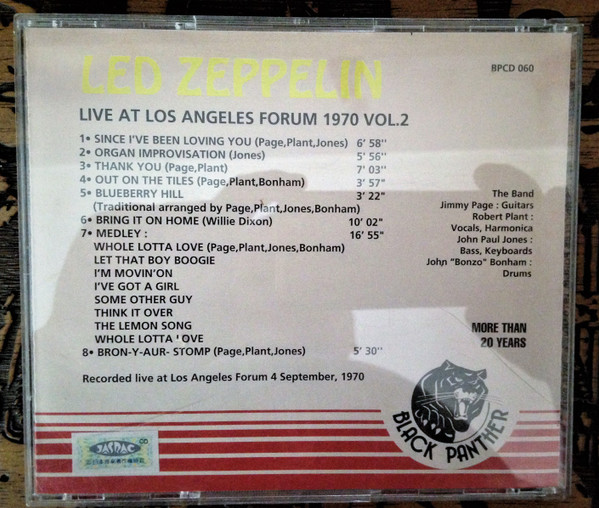 LED ZEPPELIN
BPCD 060
LIVE AT LOS ANGELES FORUM 1970 VOL.2
1• SINCE I'VE BEEN LOVING YOU (Page,Plant,Jones) 6' 58''
2• ORGAN IMPROVISATION (Jones) 5' 56''
3• THANK YOU (Page,Plant) 7' 03''
4• OUT ON THE TILES (Page,Plant,Bonham) 3' 57"
5• BLUEBERRY HILL 3' 22"
(Traditional arranged by Page,Plant,Jones,Bonham)
6• BRING IT ON HOME (Willie Dixon) 10' 02"
7• MEDLEY : 16' 55"
WHOLE LOTTA LOVE (Page,Plant,Jones,Bonham)
LET THAT BOY BOOGIE
I'M MOVIN'ON
I'VE GOT A GIRL
SOME OTHER GUY
THINK IT OVER
THE LEMON SONG
WHOLE LOTTA LOVE
8• BRON-Y-AUR- STOMP (Page,Plant,Jones) 5' 30''
The Band
Jimmy Page : Guitars
Robert Plant :
Vocals, Harmonica
John Paul Jones :
Bass, Keyboards
John "Bonzo" Bonham :
Drums
MORE THAN
20 YEARS
Recorded live at Los Angeles Forum 4 September, 1970
BLACK PANTHER
JASRAC